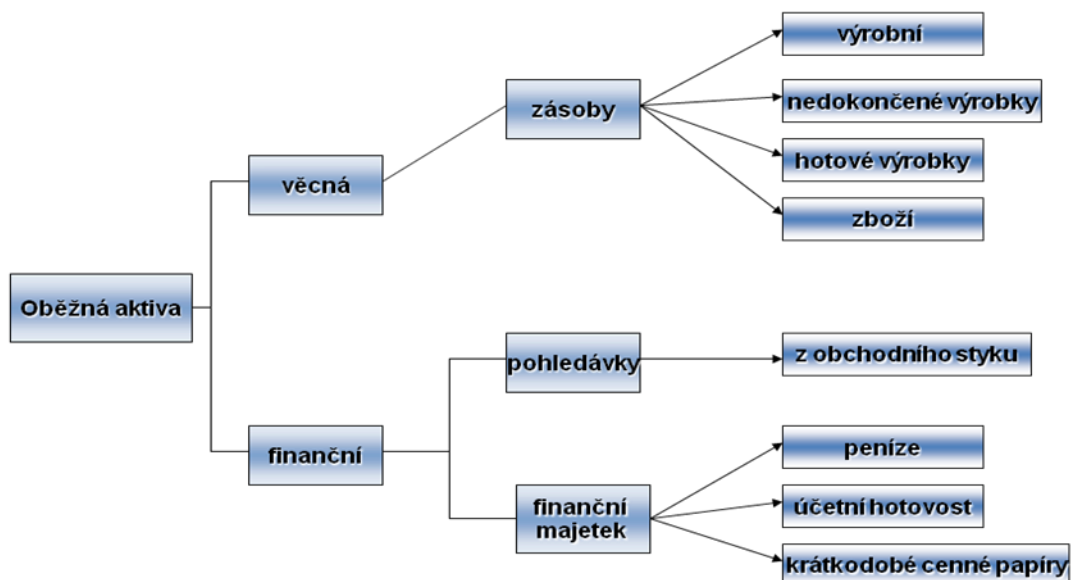 výrobní
nedokončené výrobky
zásoby
hotové výrobky
věcná
zboží
Oběžná aktiva
pohledávky
z obchodního styku
finanční
peníze
účetní hotovost
finanční
majetek
krátkodobé cenné papíry